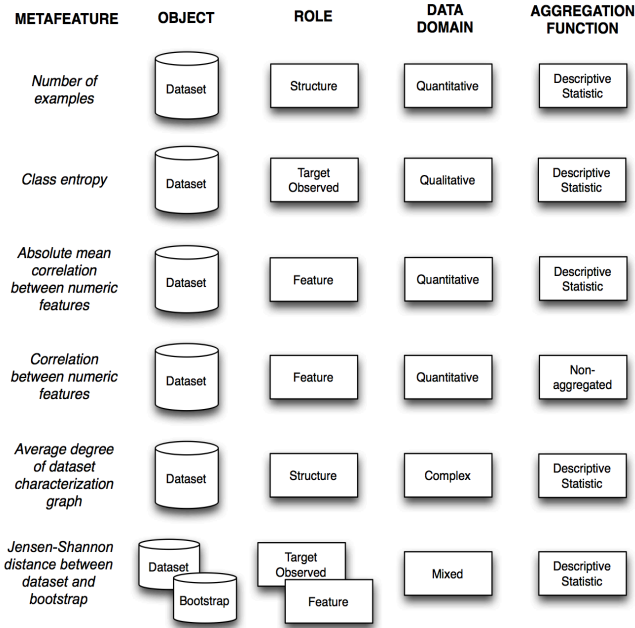 METAFEATURE
OBJECT
ROLE
DATA
DOMAIN
AGGREGATION
FUNCTION
Number of
examples
Dataset
Structure
Quantitative
Descriptive
Statistic
Class entropy
Dataset
Target
Observed
Qualitative
Descriptive
Statistic
Absolute mean
correlation
between numeric
features
Dataset
Feature
Quantitative
Descriptive
Statistic
Correlation
between numeric
features
Dataset
Feature
Quantitative
Non-
aggregated
Average degree
of dataset
characterization
graph
Dataset
Structure
Complex
Descriptive
Statistic
Jensen-Shannon
distance between
dataset and
bootstrap
Dataset
Bootstrap
Target
Observed
Feature
Mixed
Descriptive
Statistic